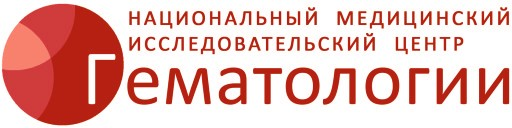 НАЦИОНАЛЬНЫЙ МЕДИЦИНСКИЙ
ИССЛЕДОВАТЕЛЬСКИЙ ЦЕНТР
Гематологии